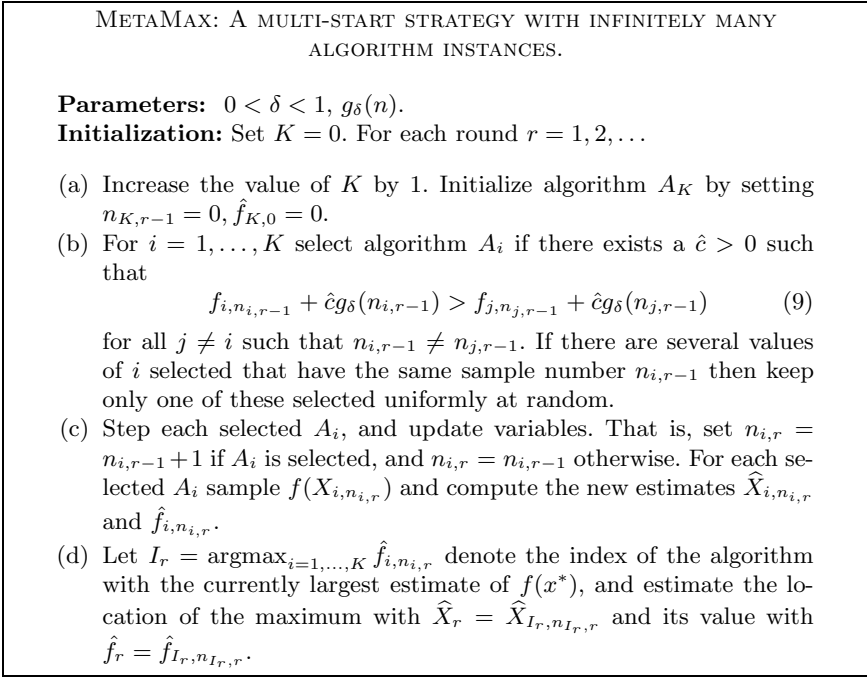 METAMAX: A MULTI-START STRATEGY WITH INFINITELY MANY
ALGORITHM INSTANCES.
Parameters: 0 < δ < 1, g_δ(n).
Initialization: Set K = 0. For each round r = 1, 2, . . .
(a) Increase the value of K by 1. Initialize algorithm A_K by setting
n_{K,r−1} = 0, f̂_{K,0} = 0.
(b) For i = 1, . . . , K select algorithm A_i if there exists a ĉ > 0 such
that
f_{i,n_{i,r−1}} + ĉg_δ(n_{i,r−1}) > f_{j,n_{j,r−1}} + ĉg_δ(n_{j,r−1}) (9)
for all j ≠ i such that n_{i,r−1} ≠ n_{j,r−1}. If there are several values
of i selected that have the same sample number n_{i,r−1} then keep
only one of these selected uniformly at random.
(c) Step each selected A_i, and update variables. That is, set n_{i,r} =
n_{i,r−1}+1 if A_i is selected, and n_{i,r} = n_{i,r−1} otherwise. For each se-
lected A_i sample f(X_{i,n_{i,r}}) and compute the new estimates X̂_{i,n_{i,r}}
and f̂_{i,n_{i,r}}.
(d) Let I_r = argmax_{i=1,...,K} f̂_{i,n_{i,r}} denote the index of the algorithm
with the currently largest estimate of f(x*), and estimate the lo-
cation of the maximum with X̂_r = X̂_{I_r,n_{I_r,r}} and its value with
f̂_r = f̂_{I_r,n_{I_r,r}}.